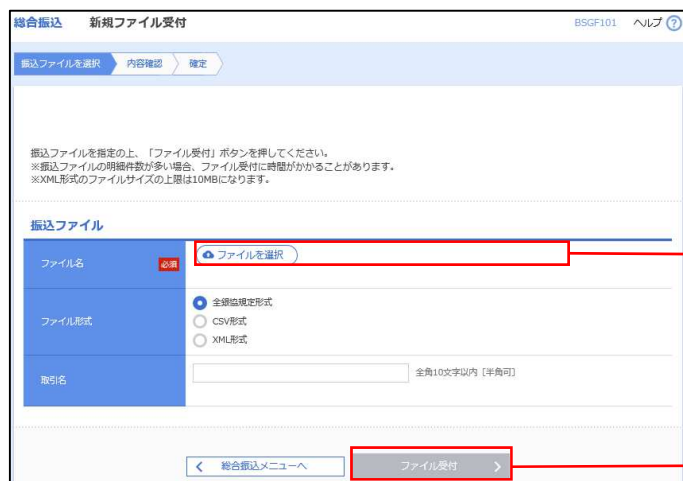 総合振込 新規ファイル受付 BSGF101 ヘルプ ?
振込ファイルを選択 内容確認 確定
振込ファイルを指定の上、「ファイル受付」ボタンを押してください。
※振込ファイルの明細件数が多い場合、ファイル受付に時間がかかることがあります。
※XML形式のファイルサイズの上限は10MBになります。
振込ファイル
ファイル名 必須 ファイルを選択
ファイル形式
全銀協規定形式
CSV形式
XML形式
取引名 全角10文字以内［半角可］
総合振込メニューへ ファイル受付